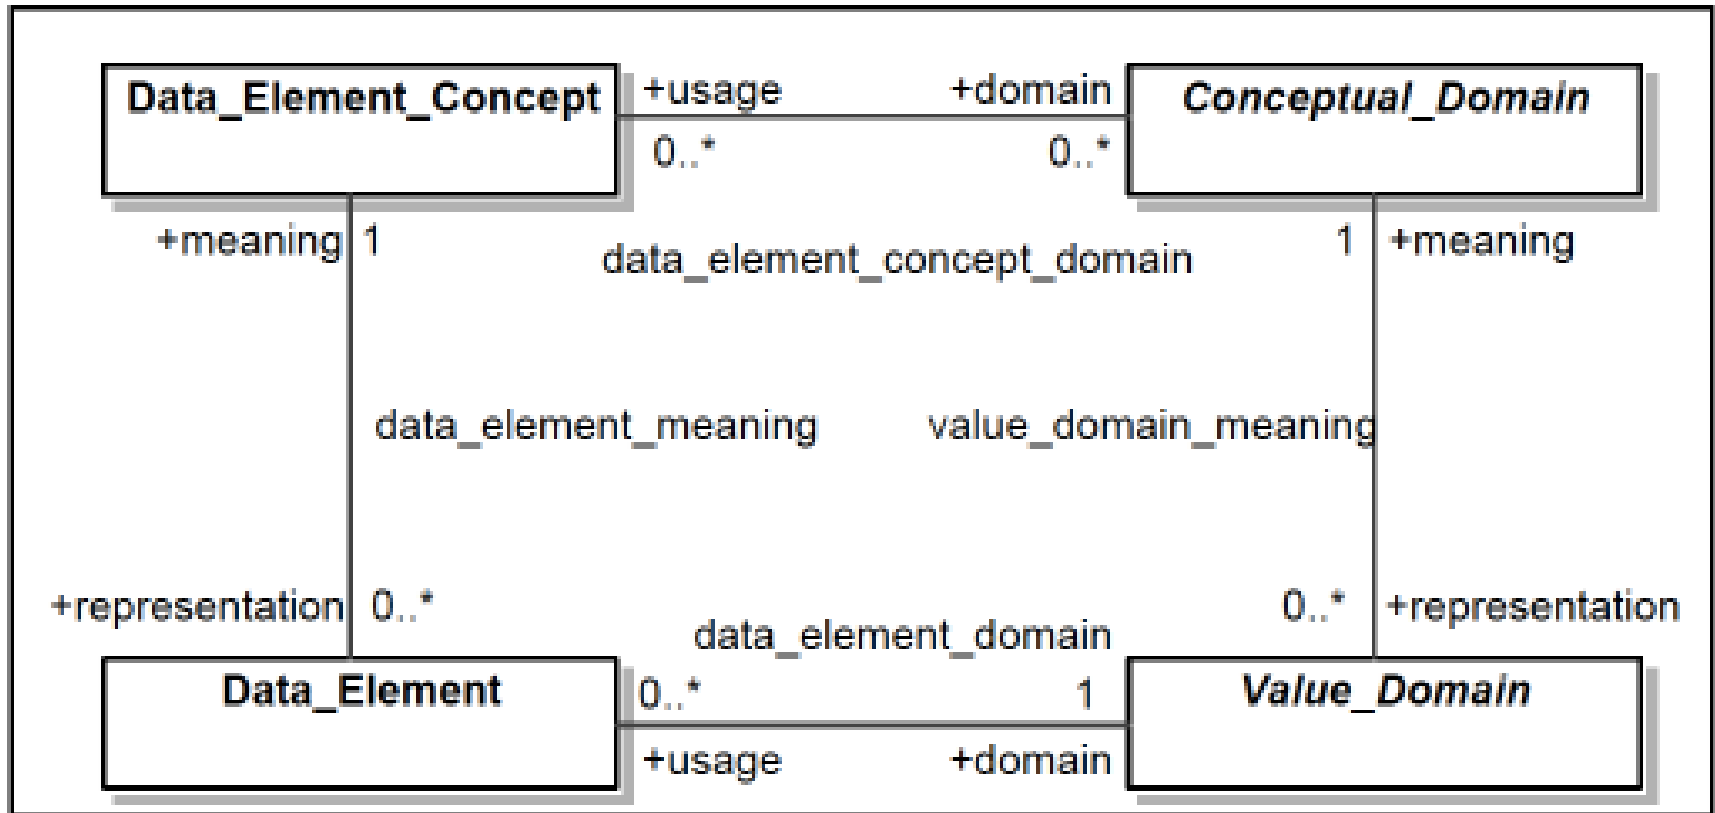 Data_Element_Concept
+usage
+domain
Conceptual_Domain
0..*
0..*
+meaning
1
data_element_concept_domain
1
+meaning
data_element_meaning
value_domain_meaning
+representation
0..*
0..*
+representation
data_element_domain
Data_Element
0..*
1
Value_Domain
+usage
+domain